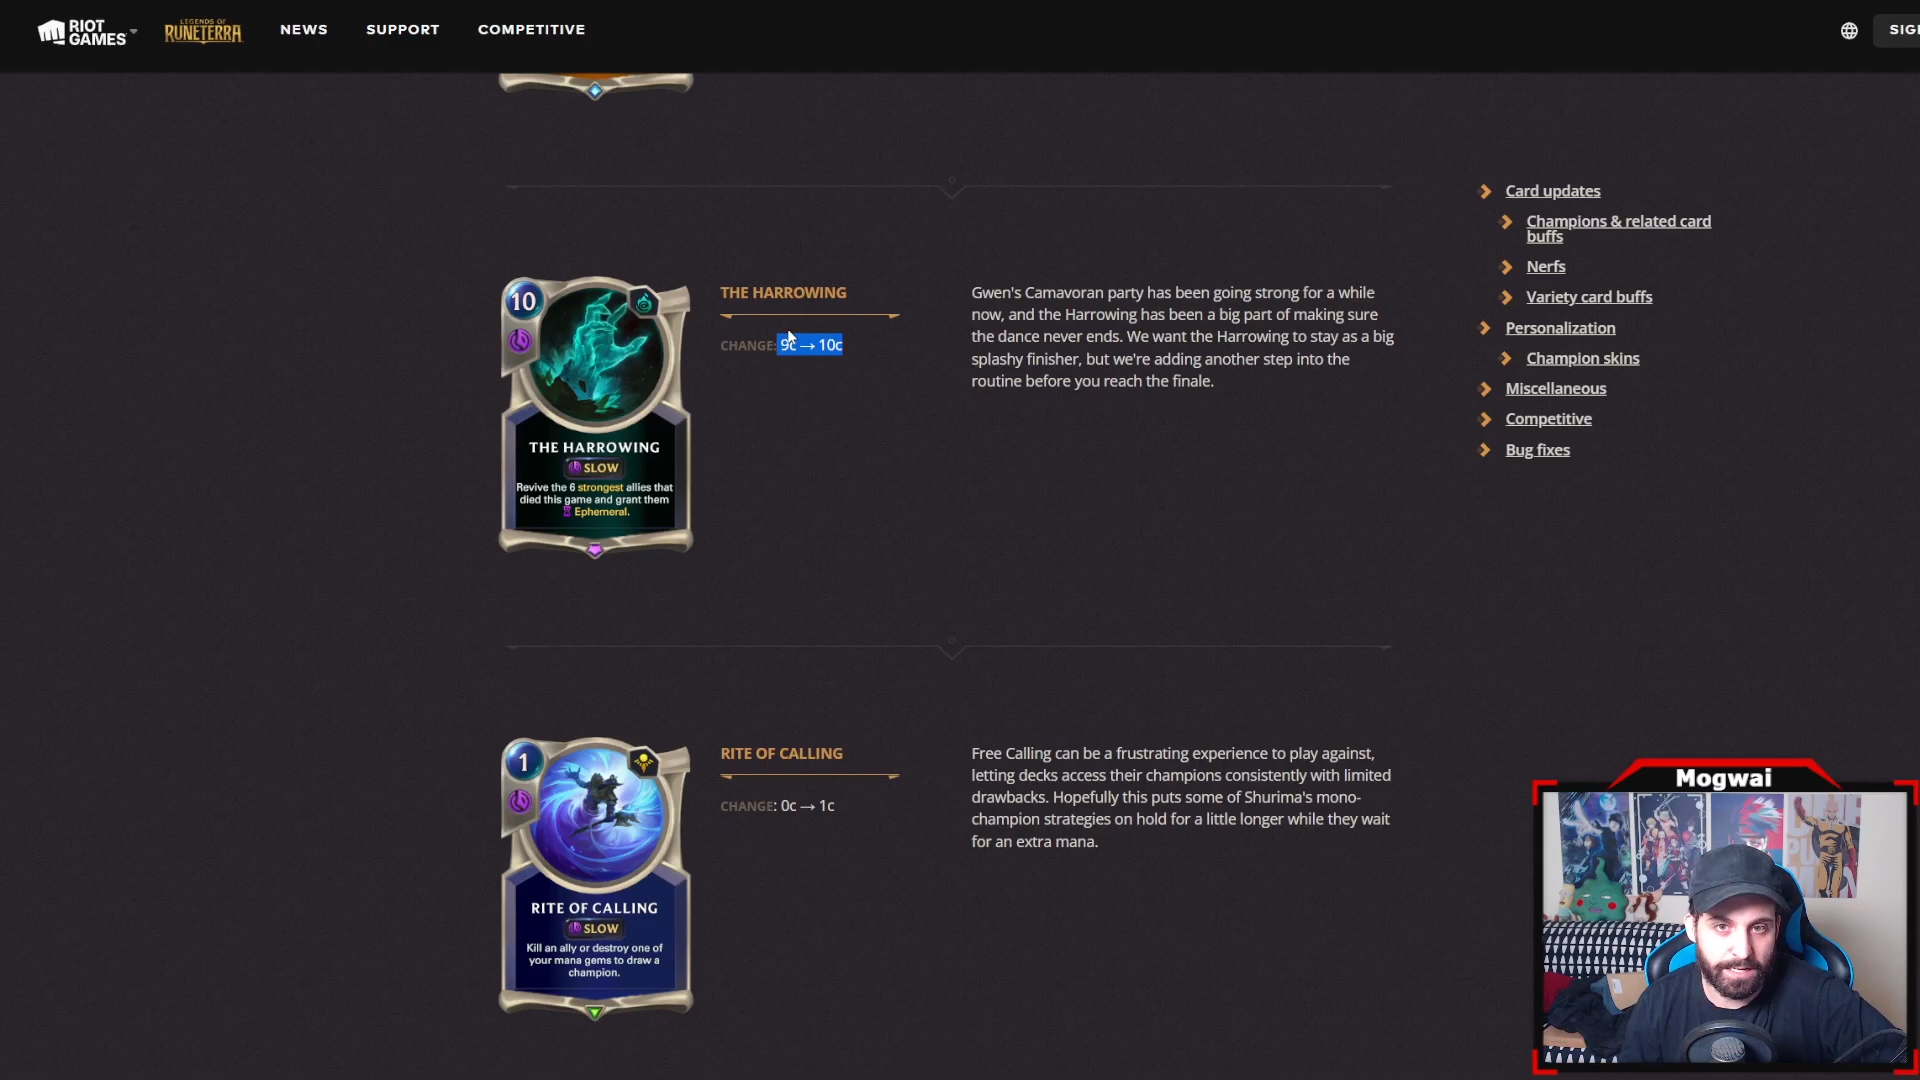 RIOT GAMES
LEGENDS OF RUNETERRA
NEWS
SUPPORT
COMPETITIVE
Card updates
Champions & related card
buffs
Nerfs
Variety card buffs
Personalization
Champion skins
Miscellaneous
Competitive
Bug fixes
10
THE HARROWING
SLOW
Revive the 6 strongest allies that
died this game and grant them
Ephemeral.
THE HARROWING
CHANGE: 9c → 10c
Gwen's Camavoran party has been going strong for a while
now, and the Harrowing has been a big part of making sure
the dance never ends. We want the Harrowing to stay as a big
splashy finisher, but we're adding another step into the
routine before you reach the finale.
1
RITE OF CALLING
SLOW
Kill an ally or destroy one of
your mana gems to draw a
champion.
RITE OF CALLING
CHANGE: 0c → 1c
Free Calling can be a frustrating experience to play against,
letting decks access their champions consistently with limited
drawbacks. Hopefully this puts some of Shurima's mono-
champion strategies on hold for a little longer while they wait
for an extra mana.
Mogwai